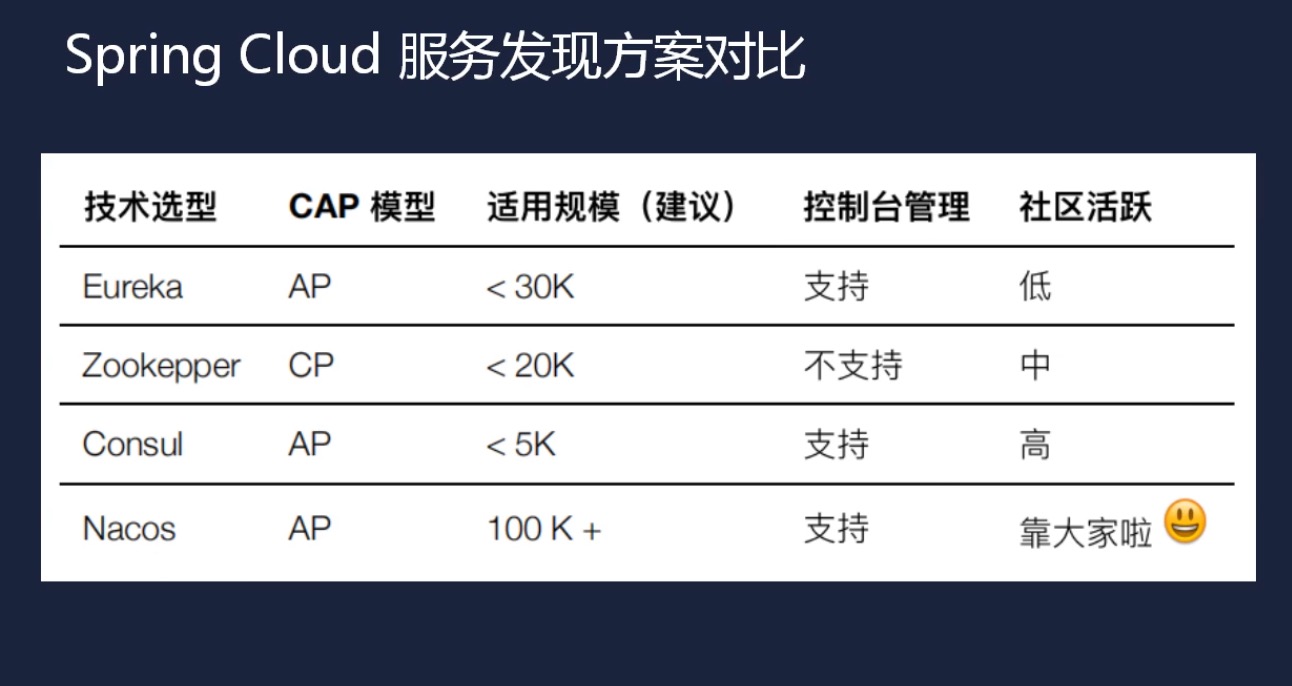 Spring Cloud 服务发现方案对比
技术选型 CAP 模型 适用规模（建议） 控制台管理 社区活跃
Eureka AP < 30K 支持 低
Zookepper CP < 20K 不支持 中
Consul AP < 5K 支持 高
Nacos AP 100 K + 支持 靠大家啦 😃